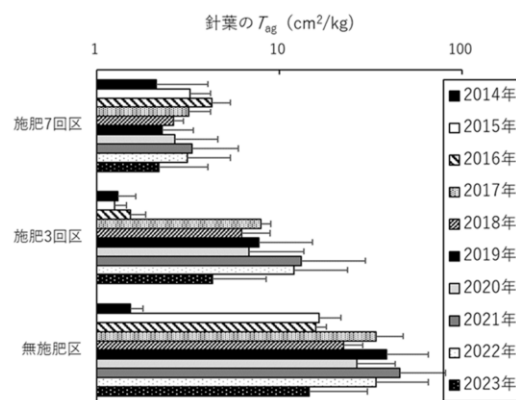 針葉のTag（cm²/kg）
1 10 100
施肥7回区
施肥3回区
無施肥区
2014年
2015年
2016年
2017年
2018年
2019年
2020年
2021年
2022年
2023年